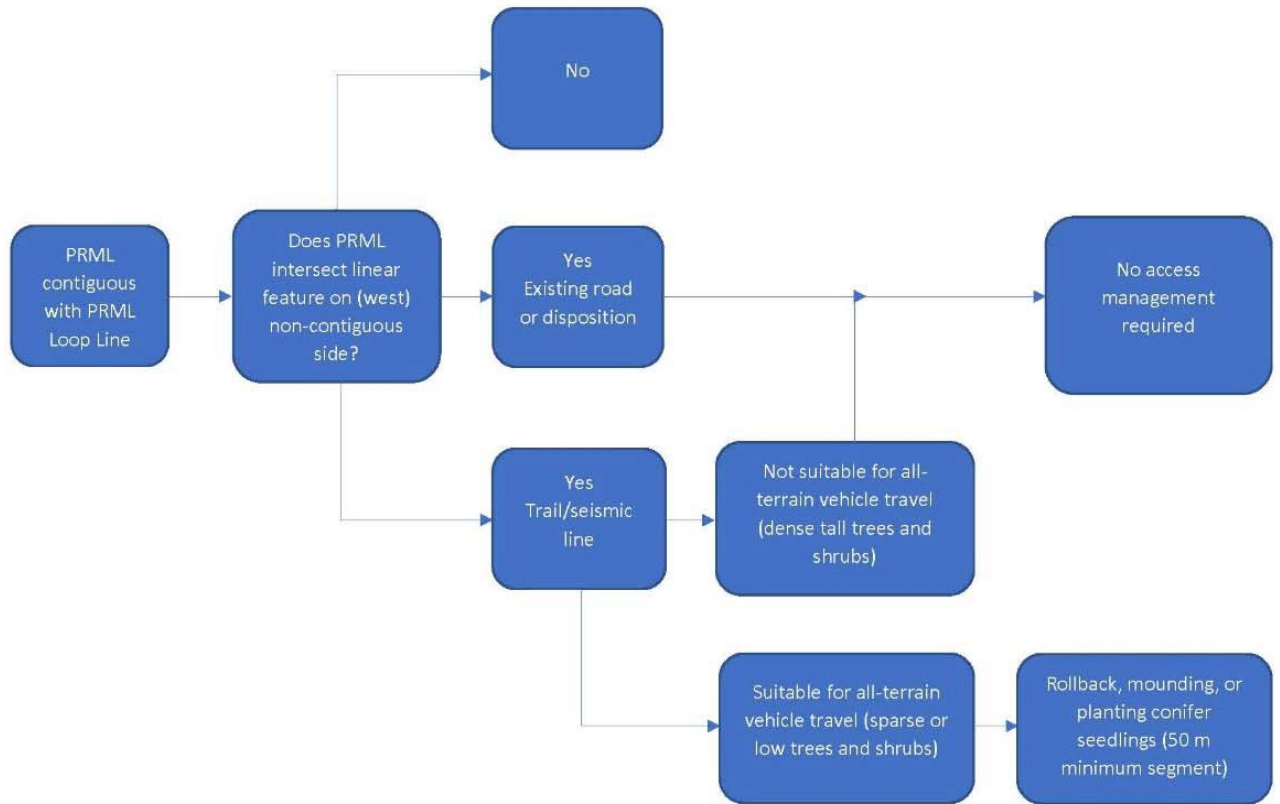 No
PRML
contiguous
with PRML
Loop Line
Does PRML
intersect linear
feature on (west)
non-contiguous
side?
Yes
Existing road
or disposition
No access
management
required
Yes
Trail/seismic
line
Not suitable for all-
terrain vehicle travel
(dense tall trees and
shrubs)
Suitable for all-terrain
vehicle travel (sparse or
low trees and shrubs)
Rollback, mounding, or
planting conifer
seedlings (50 m
minimum segment)